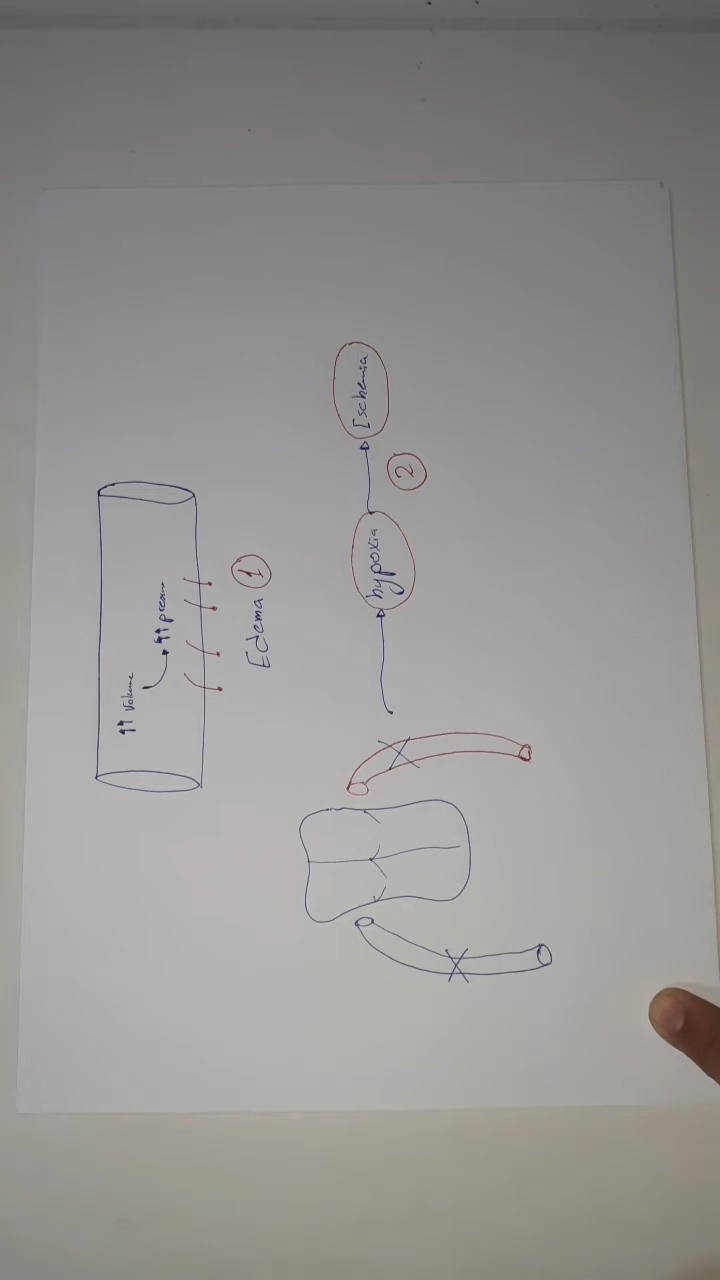 ↑↑ Volume
↑↑ pressure
Edema 1
hypoxia
2
Ischemia